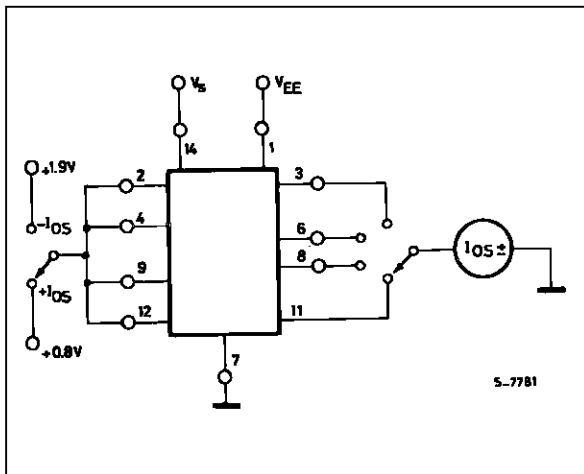 Vs VEE
14 1
+1.9V 2 3
-IOS 4 6
8 IOS ±
+IOS 9
12 11
+0.8V 7
S-7781